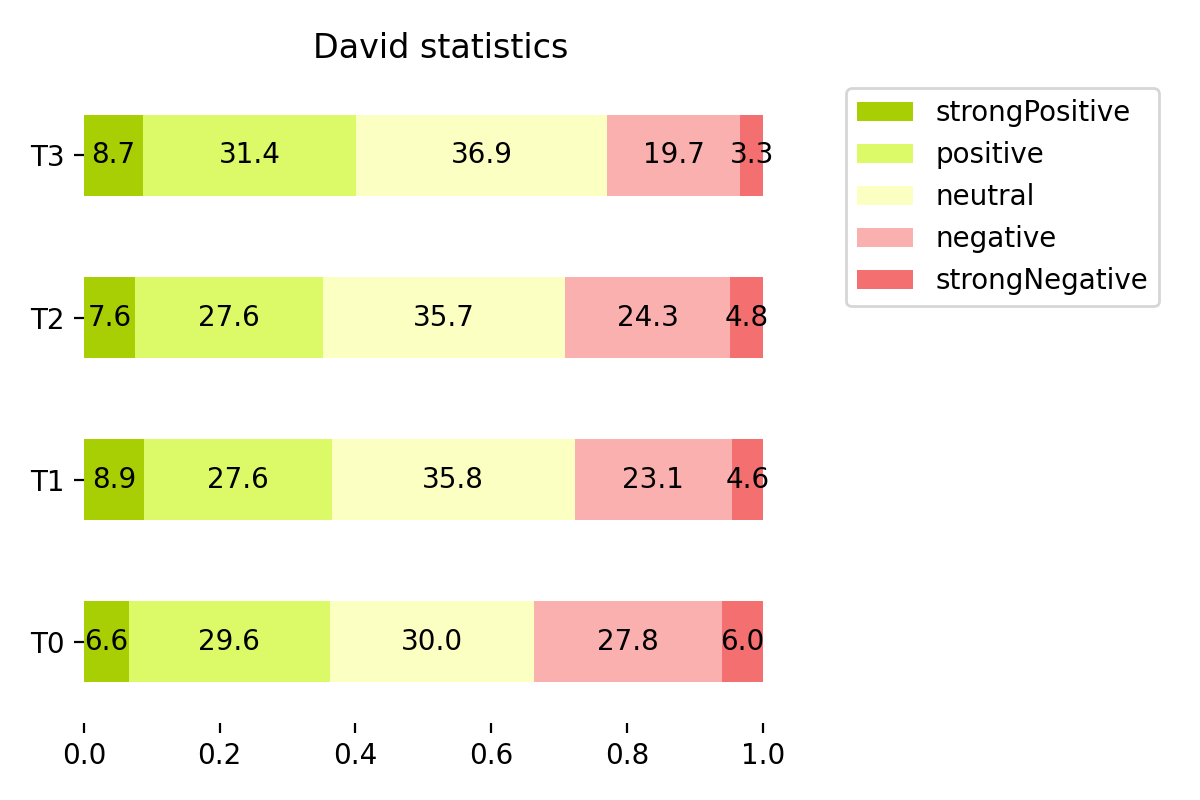 David statistics
T3 8.7 31.4 36.9 19.7 3.3
T2 7.6 27.6 35.7 24.3 4.8
T1 8.9 27.6 35.8 23.1 4.6
T0 6.6 29.6 30.0 27.8 6.0
0.0 0.2 0.4 0.6 0.8 1.0
strongPositive
positive
neutral
negative
strongNegative